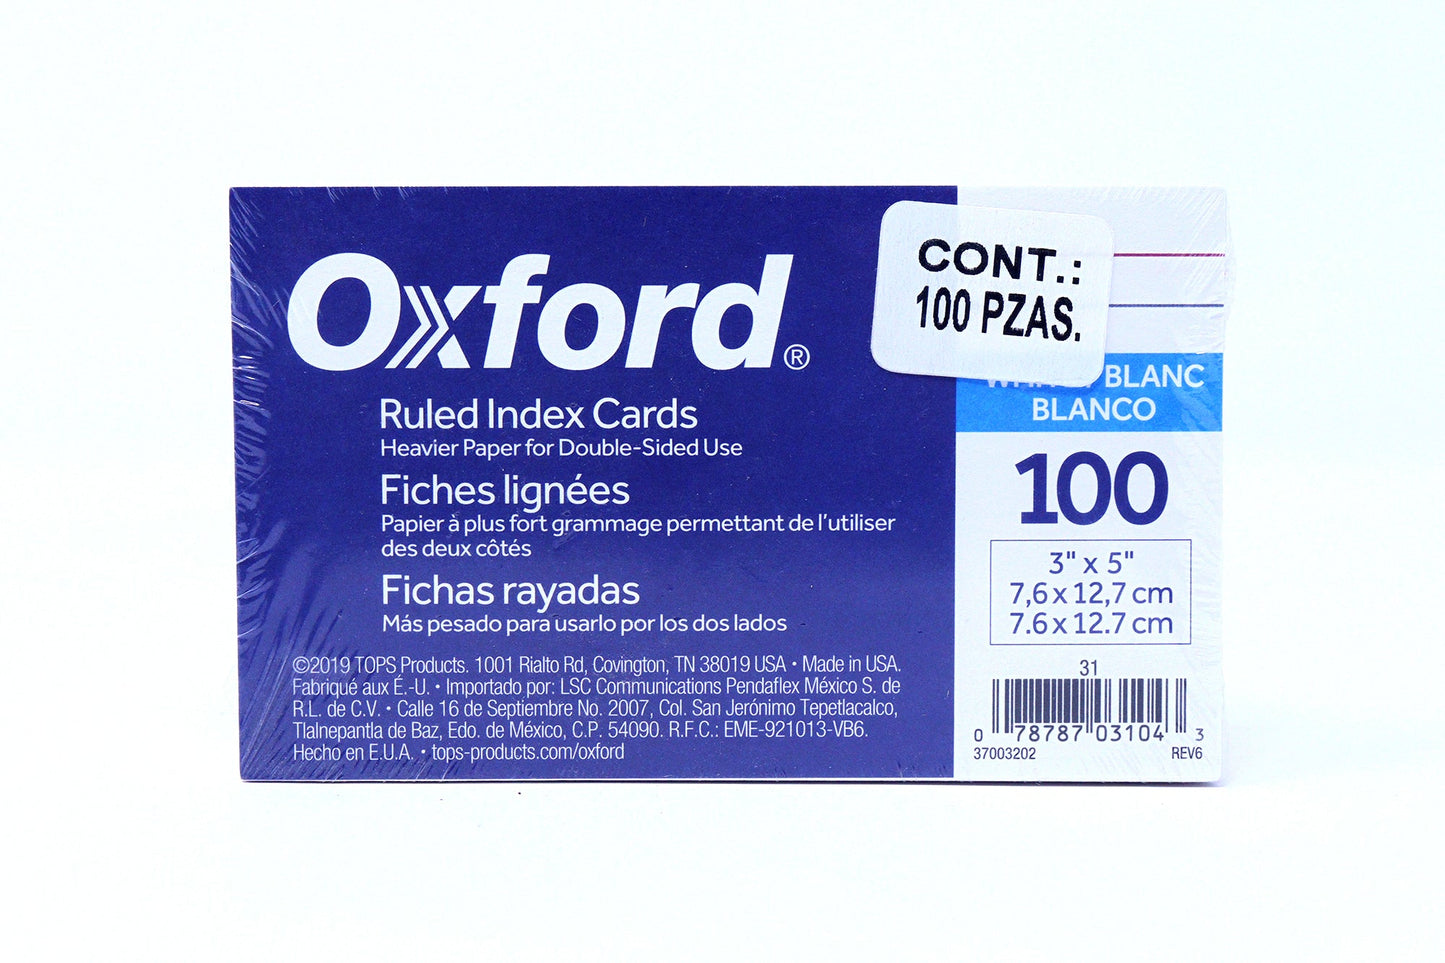 Oxford®
Ruled Index Cards
Heavier Paper for Double-Sided Use
Fiches lignées
Papier à plus fort grammage permettant de l'utiliser
des deux côtés
Fichas rayadas
Más pesado para usarlo por los dos lados
©2019 TOPS Products. 1001 Rialto Rd, Covington, TN 38019 USA • Made in USA.
Fabriqué aux É.-U. • Importado por: LSC Communications Pendaflex México S. de
R.L. de C.V. • Calle 16 de Septiembre No. 2007, Col. San Jerónimo Tepetlacalco,
Tlalnepantla de Baz, Edo. de México, C.P. 54090. R.F.C.: EME-921013-VB6.
Hecho en E.U.A. • tops-products.com/oxford
CONT.:
100 PZAS.
BLANC
BLANCO
100
3" x 5"
7,6 x 12,7 cm
7.6 x 12.7 cm
31
0 78787 03104 3
37003202 REV6